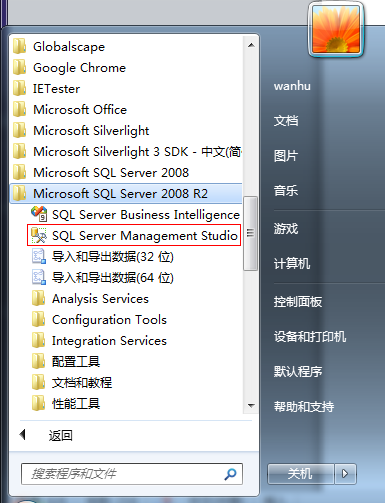 Globalscape
Google Chrome
IETester
Microsoft Office
Microsoft Silverlight
Microsoft Silverlight 3 SDK - 中文(简
Microsoft SQL Server 2008
Microsoft SQL Server 2008 R2
SQL Server Business Intelligence
SQL Server Management Studio
导入和导出数据(32 位)
导入和导出数据(64 位)
Analysis Services
Configuration Tools
Integration Services
配置工具
文档和教程
性能工具
返回
搜索程序和文件
wanhu
文档
图片
音乐
游戏
计算机
控制面板
设备和打印机
默认程序
帮助和支持
关机